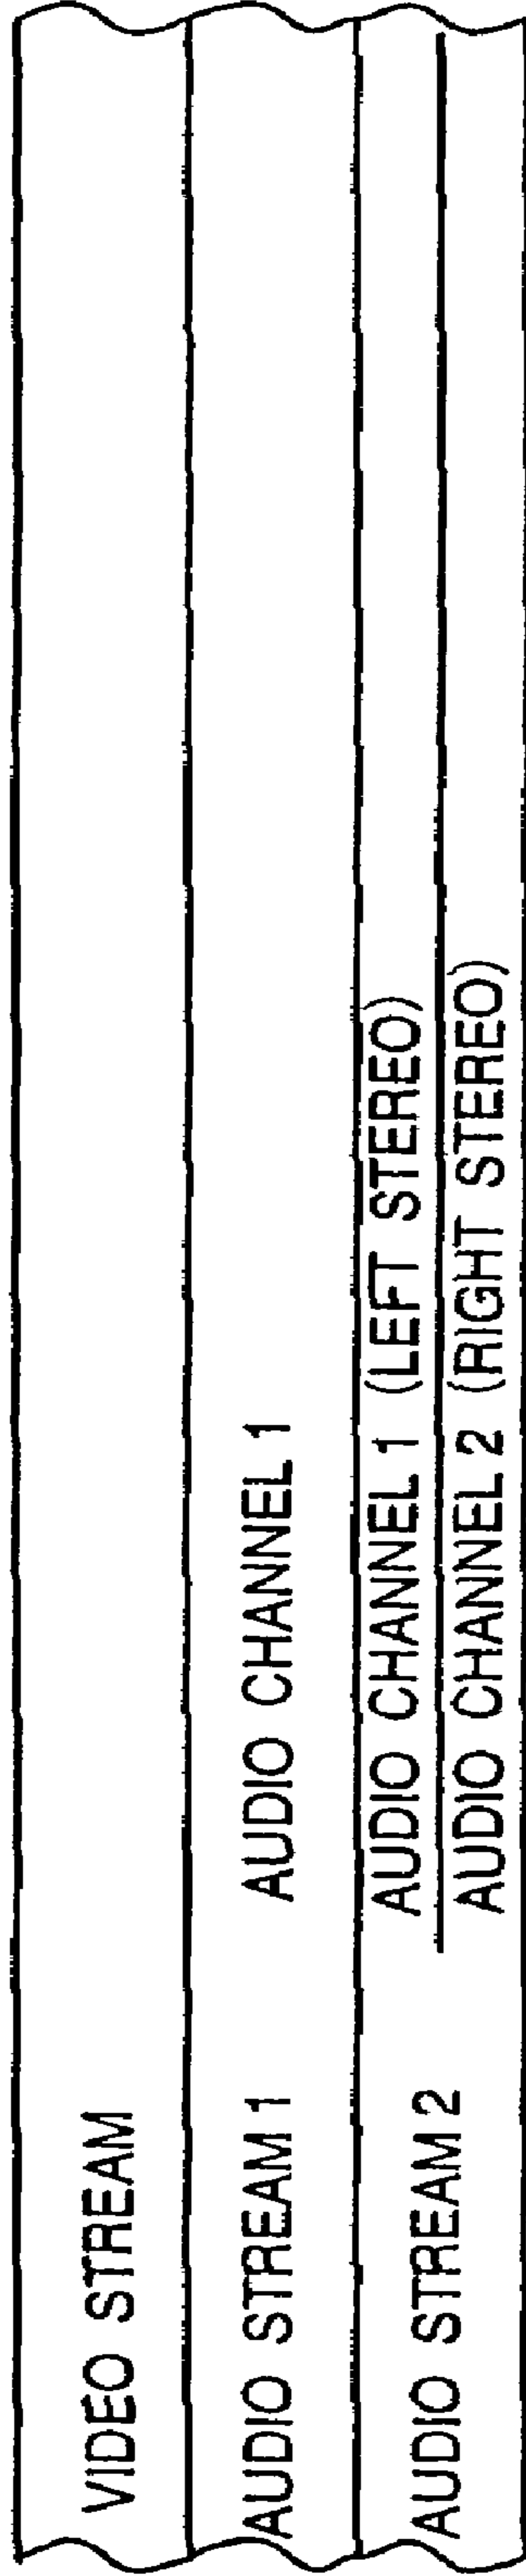 VIDEO STREAM
AUDIO STREAM 1 AUDIO CHANNEL 1
AUDIO STREAM 2 AUDIO CHANNEL 1 (LEFT STEREO)
AUDIO CHANNEL 2 (RIGHT STEREO)